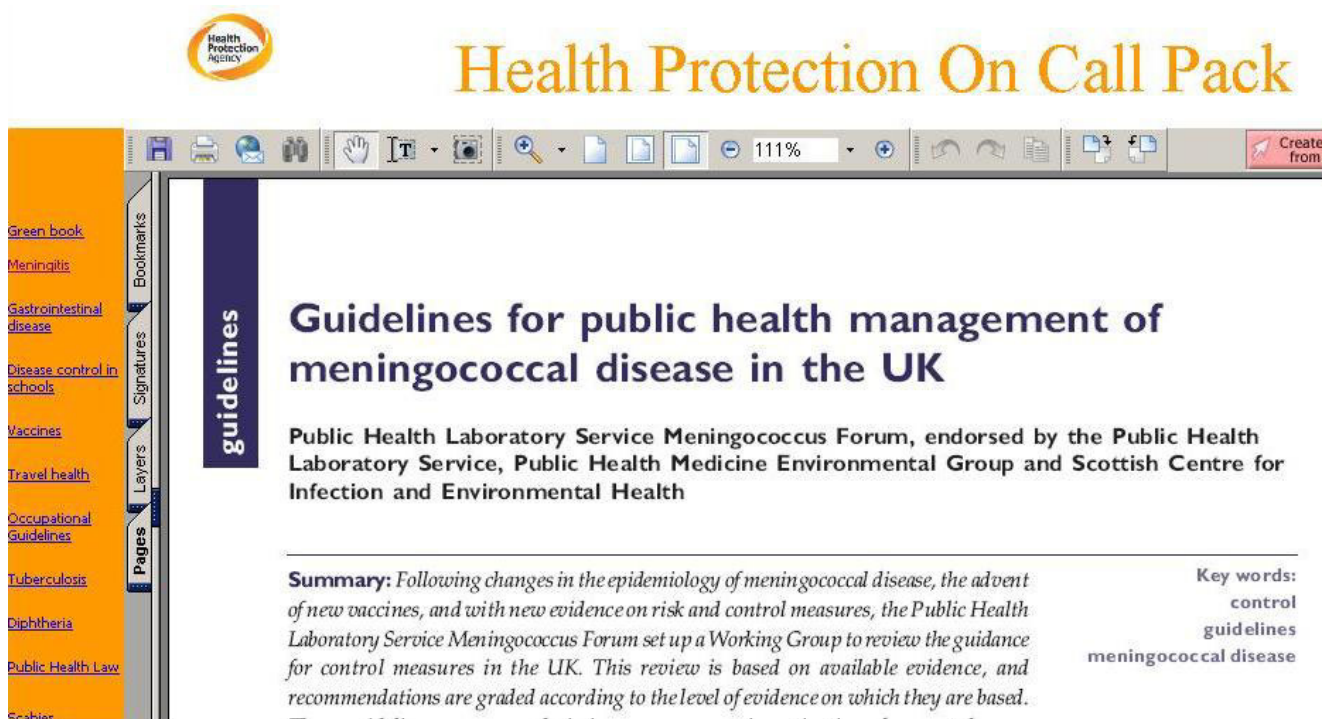 Health
Protection
Agency
Health Protection On Call Pack
111%
Create
from
Green book
Meningitis
Gastrointestinal
disease
Disease control in
schools
Vaccines
Travel health
Occupational
Guidelines
Tuberculosis
Diphtheria
Public Health Law
Scabies
Bookmarks
Signatures
Layers
Pages
guidelines
Guidelines for public health management of
meningococcal disease in the UK
Public Health Laboratory Service Meningococcus Forum, endorsed by the Public Health
Laboratory Service, Public Health Medicine Environmental Group and Scottish Centre for
Infection and Environmental Health
Summary: Following changes in the epidemiology of meningococcal disease, the advent
of new vaccines, and with new evidence on risk and control measures, the Public Health
Laboratory Service Meningococcus Forum set up a Working Group to review the guidance
for control measures in the UK. This review is based on available evidence, and
recommendations are graded according to the level of evidence on which they are based.
Key words:
control
guidelines
meningococcal disease